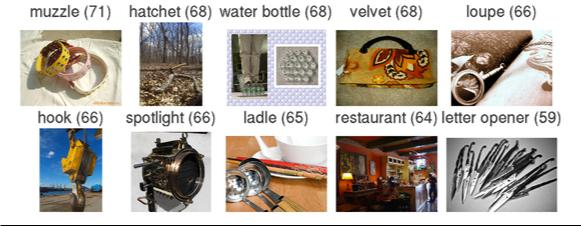 muzzle (71) hatchet (68) water bottle (68) velvet (68) loupe (66)
hook (66) spotlight (66) ladle (65) restaurant (64) letter opener (59)